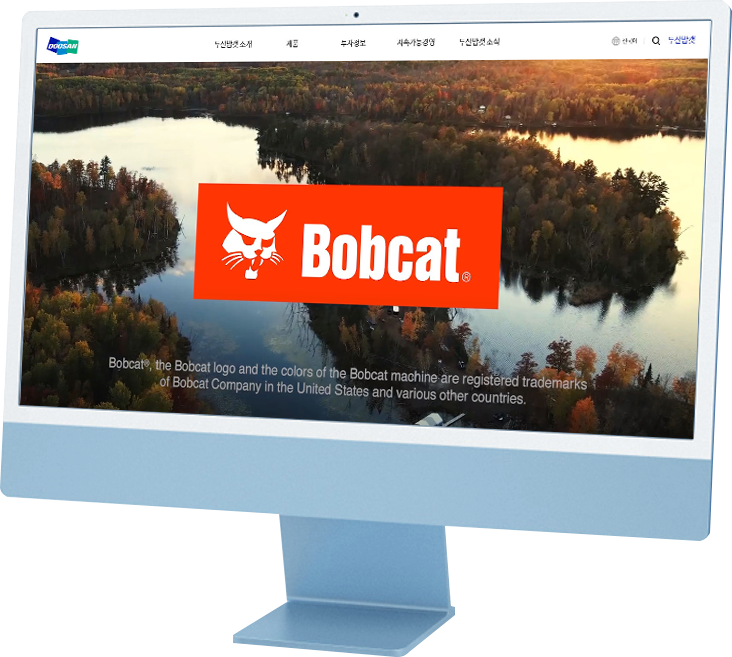 DOOSAN
두산밥캣 소개 제품 투자정보 지속가능경영 두산밥캣 소식 한국어 두산밥캣
Bobcat®
Bobcat®, the Bobcat logo and the colors of the Bobcat machine are registered trademarks
of Bobcat Company in the United States and various other countries.